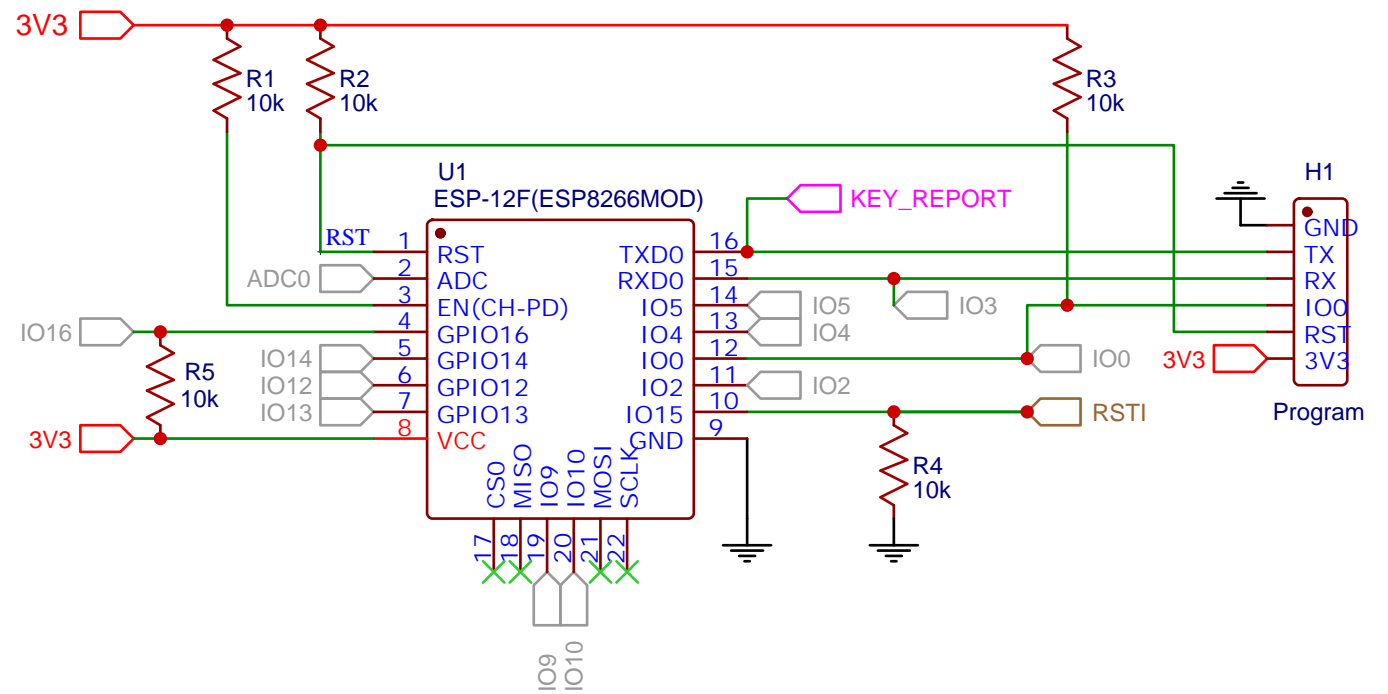 3V3
R1
10k
R2
10k
R3
10k
U1
ESP-12F(ESP8266MOD)
KEY_REPORT
H1
RST
1
RST
ADC0
2
ADC
3
EN(CH-PD)
IO16
4
GPIO16
IO14
5
GPIO14
IO12
6
GPIO12
IO13
7
GPIO13
3V3
8
VCC
R5
10k
TXD0
16
RXD0
15
IO3
IO5
14
IO5
IO4
13
IO4
IO0
12
IO0
IO2
11
IO2
IO15
10
RSTI
GND
9
R4
10k
GND
TX
RX
IO0
RST
3V3
3V3
Program
CS0
MISO
IO9
IO10
MOSI
SCLK
17
18
19
20
21
22
IO9
IO10